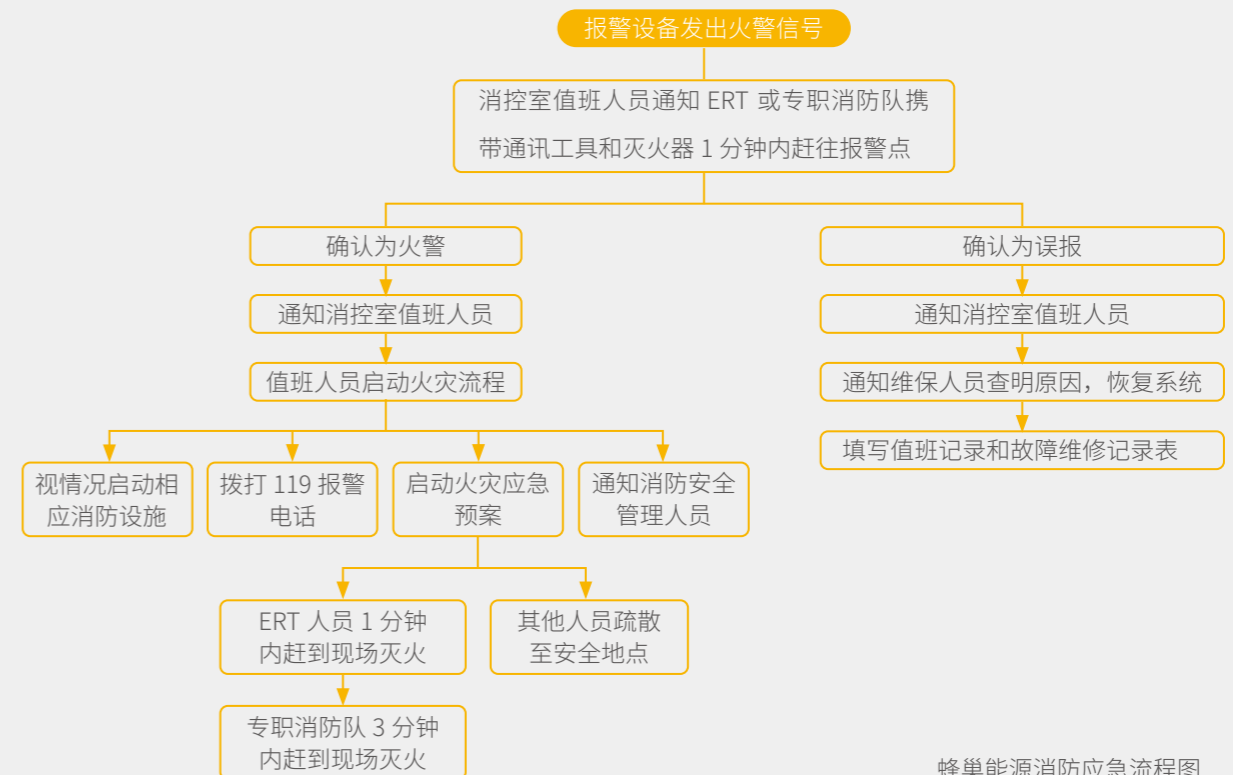 报警设备发出火警信号
消控室值班人员通知 ERT 或专职消防队携
带通讯工具和灭火器 1 分钟内赶往报警点
确认为火警
确认为误报
通知消控室值班人员
通知消控室值班人员
值班人员启动火灾流程
通知维保人员查明原因，恢复系统
填写值班记录和故障维修记录表
视情况启动相
应消防设施
拨打 119 报警
电话
启动火灾应急
预案
通知消防安全
管理人员
ERT 人员 1 分钟
内赶到现场灭火
其他人员疏散
至安全地点
专职消防队 3 分钟
内赶到现场灭火
蜂巢能源消防应急流程图